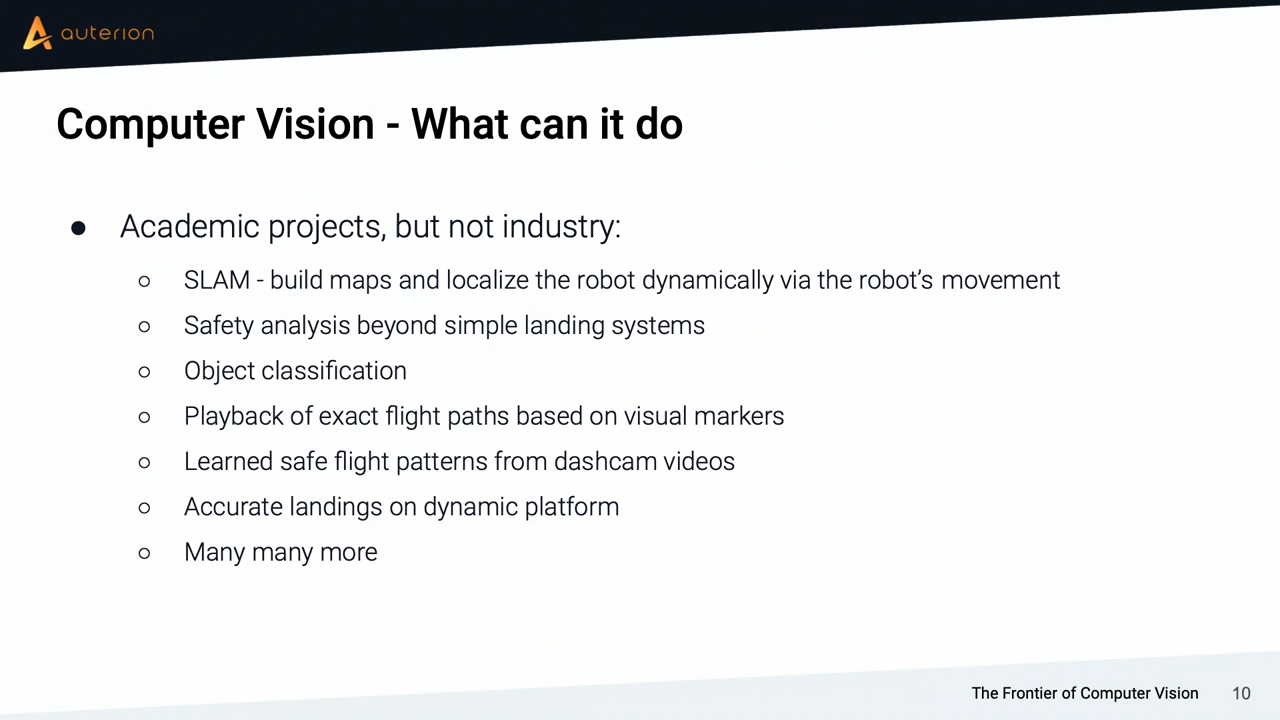 auterion
Computer Vision - What can it do
● Academic projects, but not industry:
○ SLAM - build maps and localize the robot dynamically via the robot’s movement
○ Safety analysis beyond simple landing systems
○ Object classification
○ Playback of exact flight paths based on visual markers
○ Learned safe flight patterns from dashcam videos
○ Accurate landings on dynamic platform
○ Many many more
The Frontier of Computer Vision 10